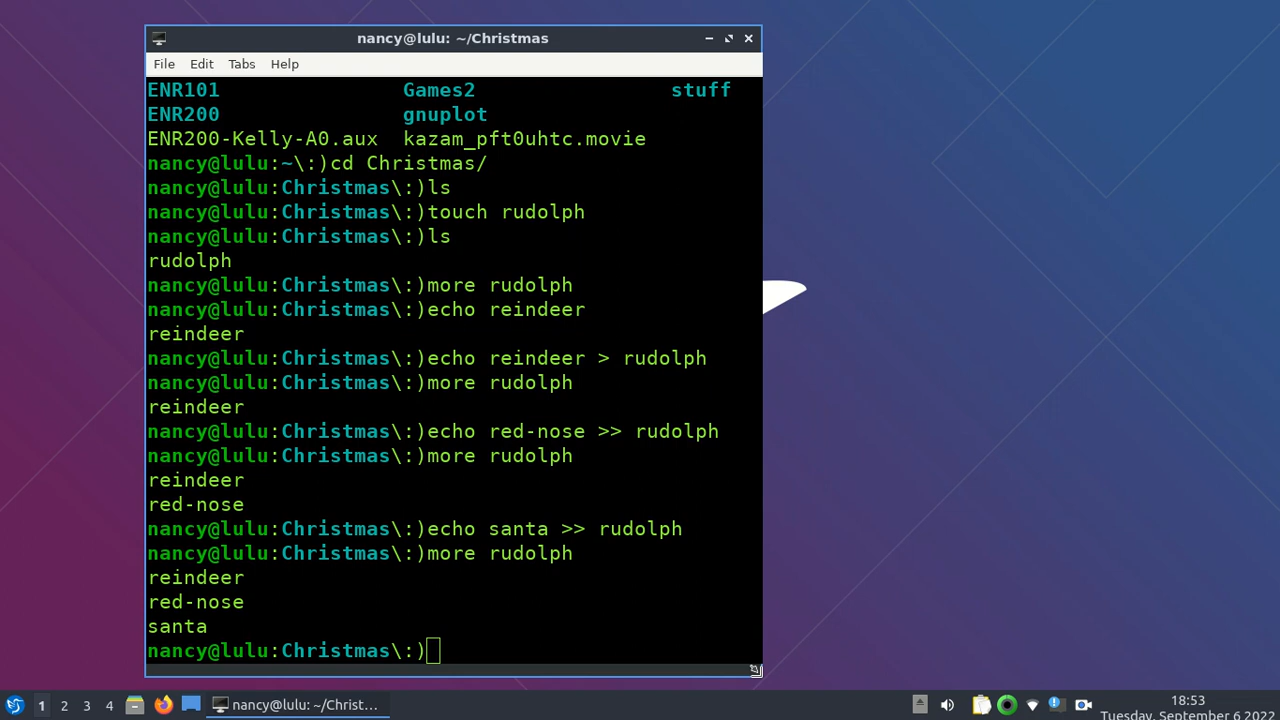 nancy@lulu: ~/Christmas
File Edit Tabs Help
ENR101 Games2 stuff
ENR200 gnuplot
ENR200-Kelly-A0.aux kazam_pft0uhtc.movie
nancy@lulu:~\:)cd Christmas/
nancy@lulu:Christmas\:)ls
nancy@lulu:Christmas\:)touch rudolph
nancy@lulu:Christmas\:)ls
rudolph
nancy@lulu:Christmas\:)more rudolph
nancy@lulu:Christmas\:)echo reindeer
reindeer
nancy@lulu:Christmas\:)echo reindeer > rudolph
nancy@lulu:Christmas\:)more rudolph
reindeer
nancy@lulu:Christmas\:)echo red-nose >> rudolph
nancy@lulu:Christmas\:)more rudolph
reindeer
red-nose
nancy@lulu:Christmas\:)echo santa >> rudolph
nancy@lulu:Christmas\:)more rudolph
reindeer
red-nose
santa
nancy@lulu:Christmas\:)
1 2 3 4 nancy@lulu: ~/Christ... 18:53
Tuesday, September 6 2022